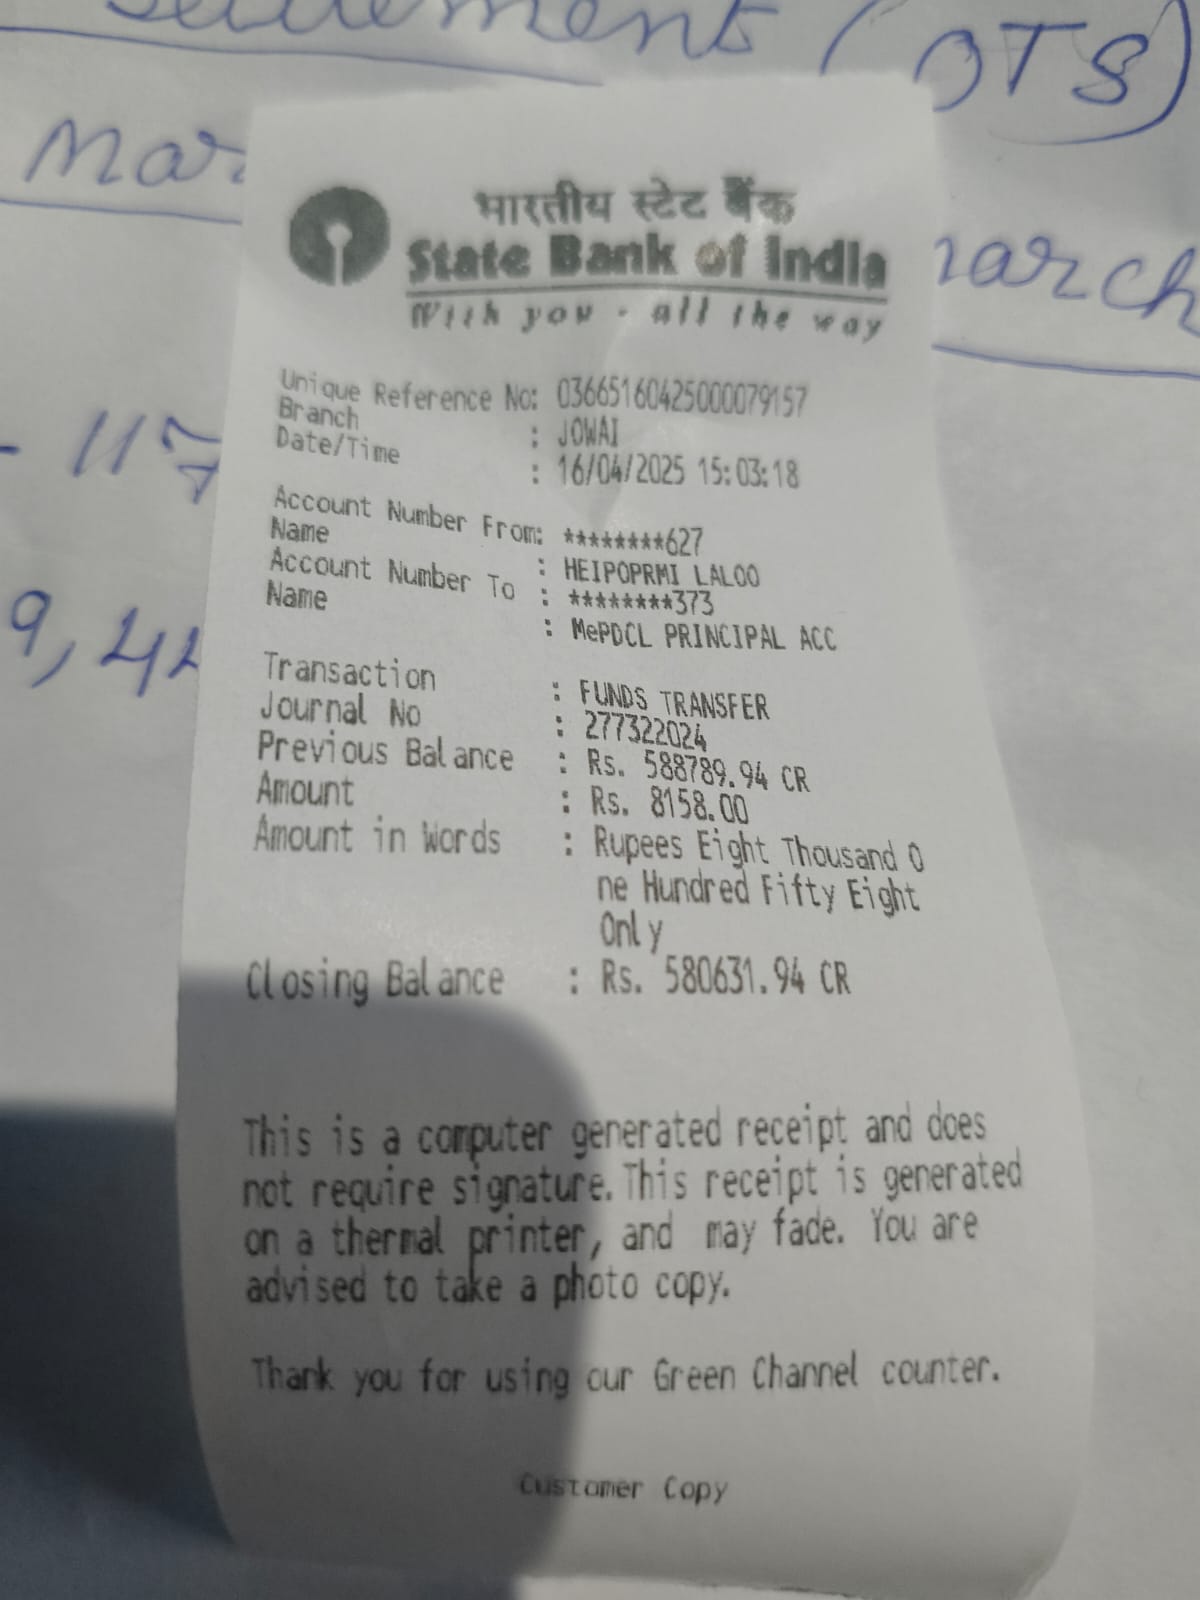 settlement (OTS)
march
भारतीय स्टेट बैंक
State Bank of India
With you - all the way
Unique Reference No: 03665160425000079157
Branch : JOWAI
Date/Time : 16/04/2025 15:03:18
Account Number From: ********627
Name : HEIPOPRMI LALOO
Account Number To : ********373
Name : MePDCL PRINCIPAL ACC
Transaction : FUNDS TRANSFER
Journal No : 277322024
Previous Balance : Rs. 588789.94 CR
Amount : Rs. 8158.00
Amount in Words : Rupees Eight Thousand O
ne Hundred Fifty Eight
Only
Closing Balance : Rs. 580631.94 CR
This is a computer generated receipt and does
not require signature. This receipt is generated
on a thermal printer, and may fade. You are
advised to take a photo copy.
Thank you for using our Green Channel counter.
Customer Copy